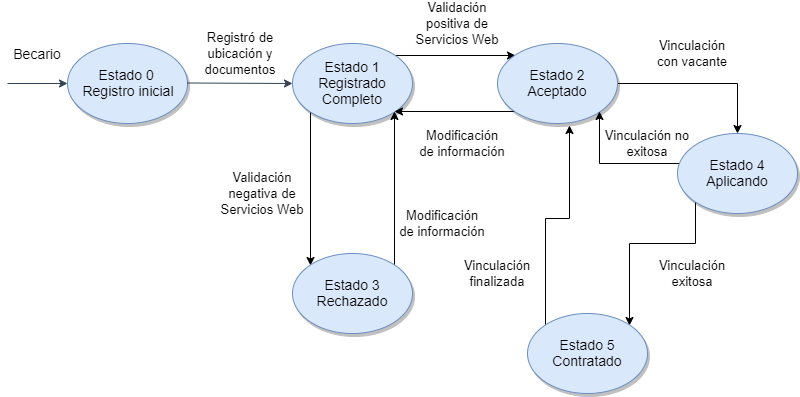 Becario
Estado 0
Registro inicial
Registró de
ubicación y
documentos
Estado 1
Registrado
Completo
Validación
positiva de
Servicios Web
Estado 2
Aceptado
Modificación
de información
Vinculación
con vacante
Vinculación no
exitosa
Estado 4
Aplicando
Validación
negativa de
Servicios Web
Modificación
de información
Estado 3
Rechazado
Vinculación
finalizada
Vinculación
exitosa
Estado 5
Contratado